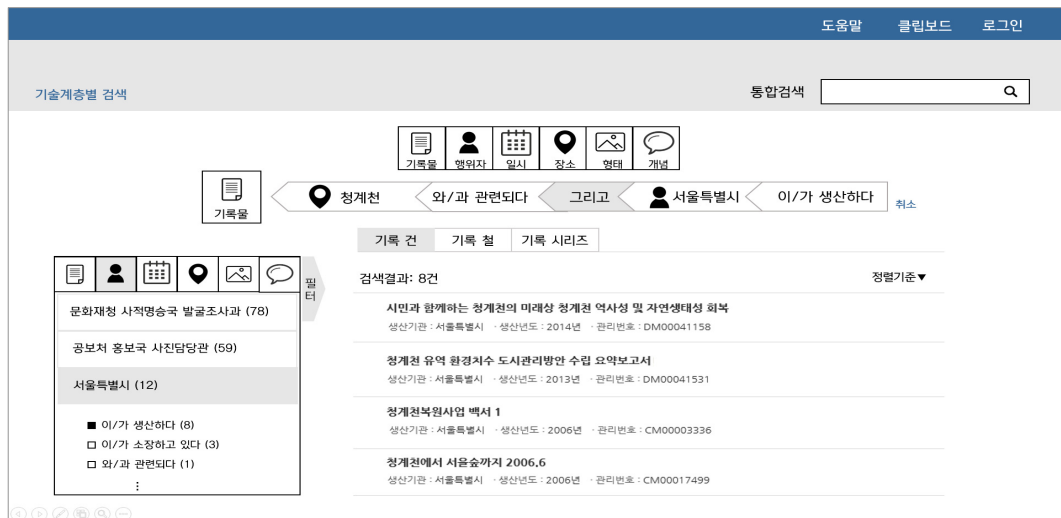 도움말 클립보드 로그인
기술계층별 검색
통합검색
기록물 행위자 일시 장소 형태 개념
기록물
청계천 와/과 관련되다 그리고 서울특별시 이/가 생산하다 취소
기록 건 기록 철 기록 시리즈
필터
검색결과: 8건 정렬기준▼
문화재청 사적명승국 발굴조사과 (78)
공보처 홍보국 사진담당관 (59)
서울특별시 (12)
■ 이/가 생산하다 (8)
□ 이/가 소장하고 있다 (3)
□ 와/과 관련되다 (1)
⋮
시민과 함께하는 청계천의 미래상 청계천 역사성 및 자연생태성 회복
생산기관 : 서울특별시 · 생산년도 : 2014년 · 관리번호 : DM00041158
청계천 유역 환경치수 도시관리방안 수립 요약보고서
생산기관 : 서울특별시 · 생산년도 : 2013년 · 관리번호 : DM00041531
청계천복원사업 백서 1
생산기관 : 서울특별시 · 생산년도 : 2006년 · 관리번호 : CM00003336
청계천에서 서울숲까지 2006.6
생산기관 : 서울특별시 · 생산년도 : 2006년 · 관리번호 : CM00017499